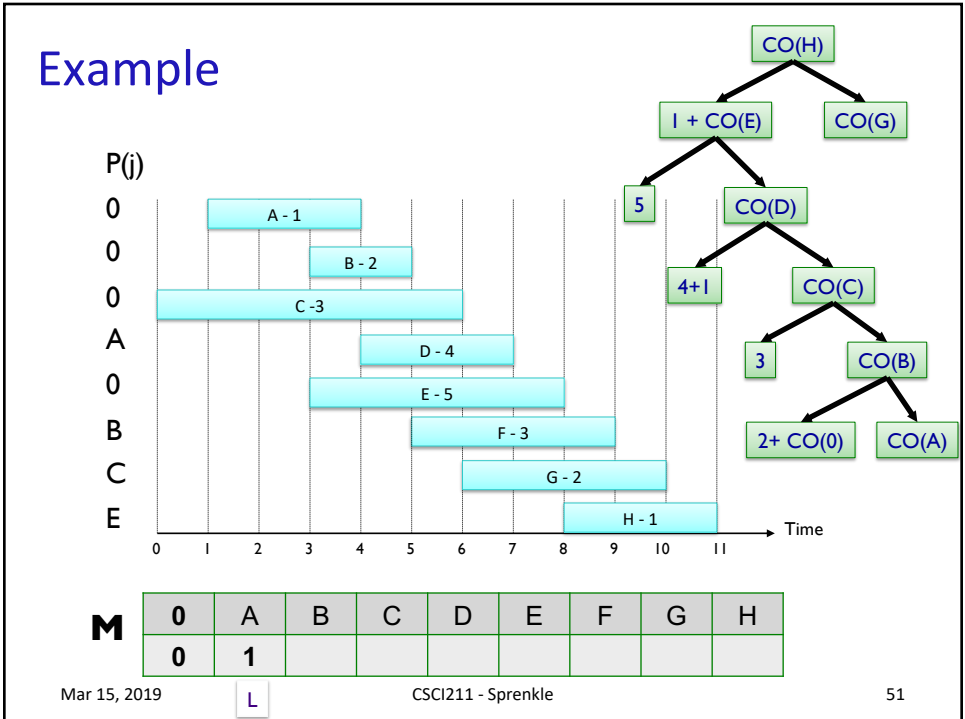 Example
CO(H)
1 + CO(E)
CO(G)
5
CO(D)
4+1
CO(C)
3
CO(B)
2+ CO(0)
CO(A)
P(j)
0
A - 1
0
B - 2
0
C -3
A
D - 4
0
E - 5
B
F - 3
C
G - 2
E
H - 1
Time
0 1 2 3 4 5 6 7 8 9 10 11
M
0 A B C D E F G H
0 1
Mar 15, 2019
L
CSCI211 - Sprenkle
51